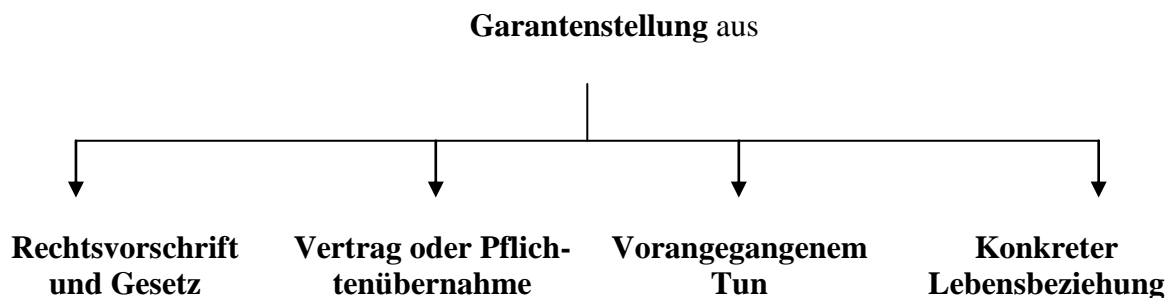 Garantenstellung aus
Rechtsvorschrift
und Gesetz
Vertrag oder Pflich-
tenübernahme
Vorangegangenem
Tun
Konkreter
Lebensbeziehung